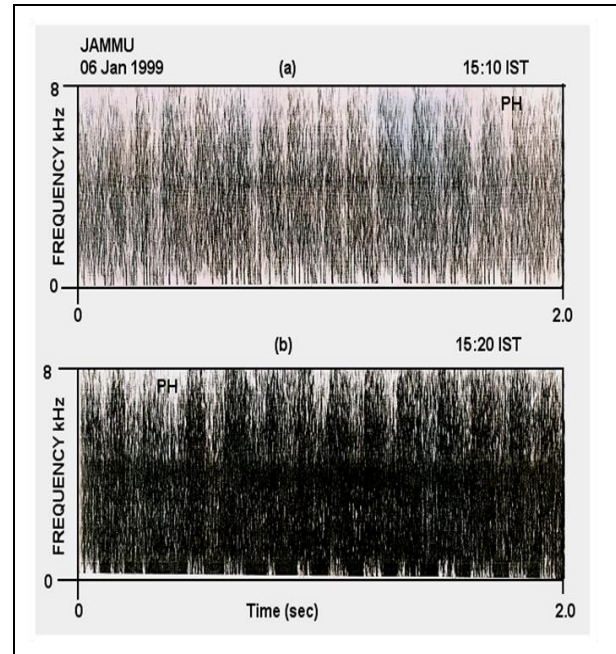 JAMMU
06 Jan 1999 (a) 15:10 IST
8
PH
FREQUENCY kHz
0
0 2.0
(b) 15:20 IST
8
PH
FREQUENCY kHz
0
0 Time (sec) 2.0